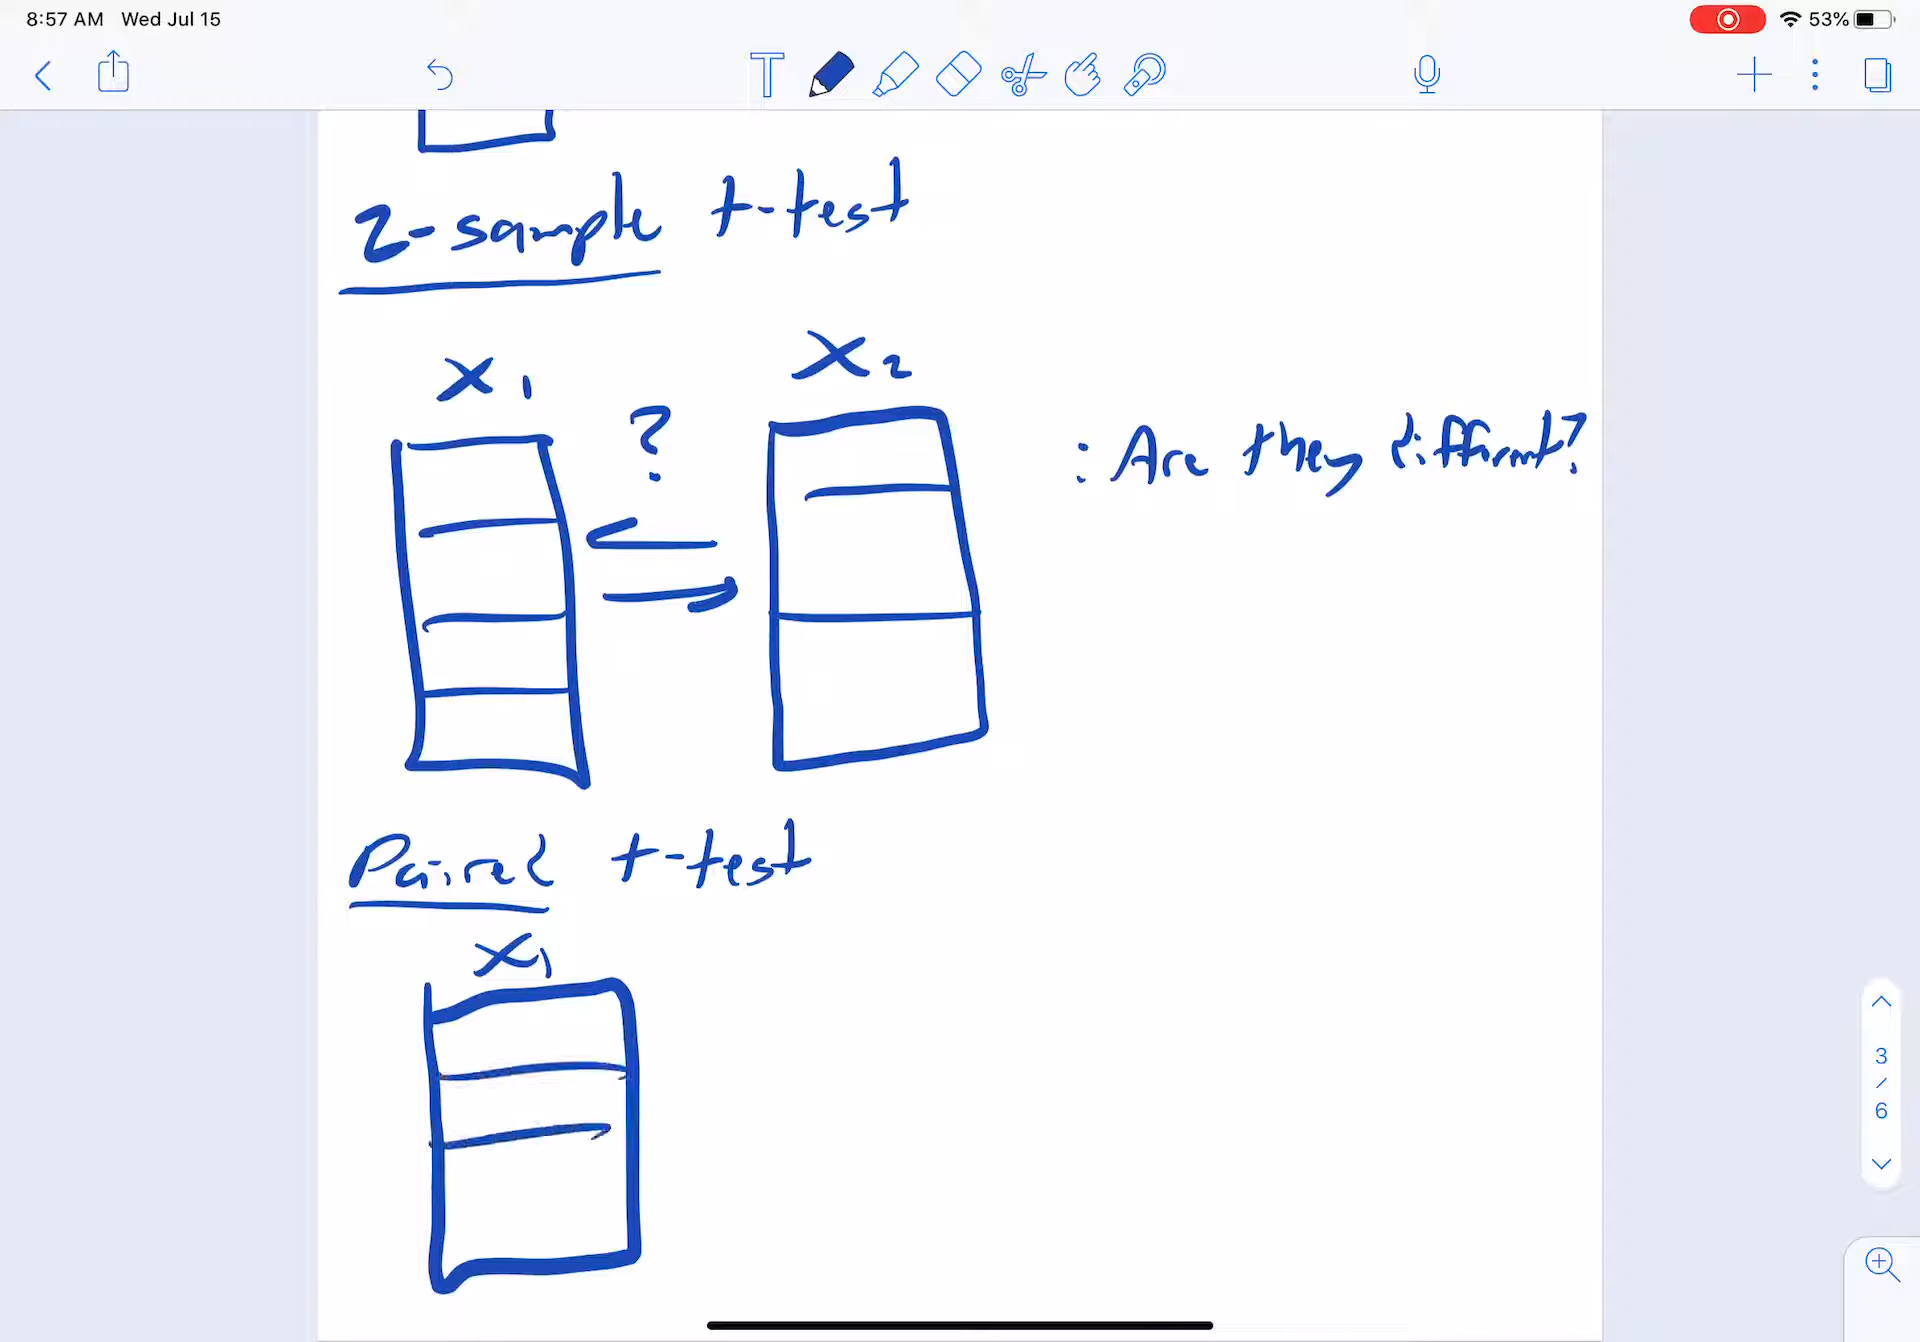 8:57 AM Wed Jul 15
53%
T
2-sample t-test
X1
?
X2
: Are they different?
Paired t-test
X1
3
/
6